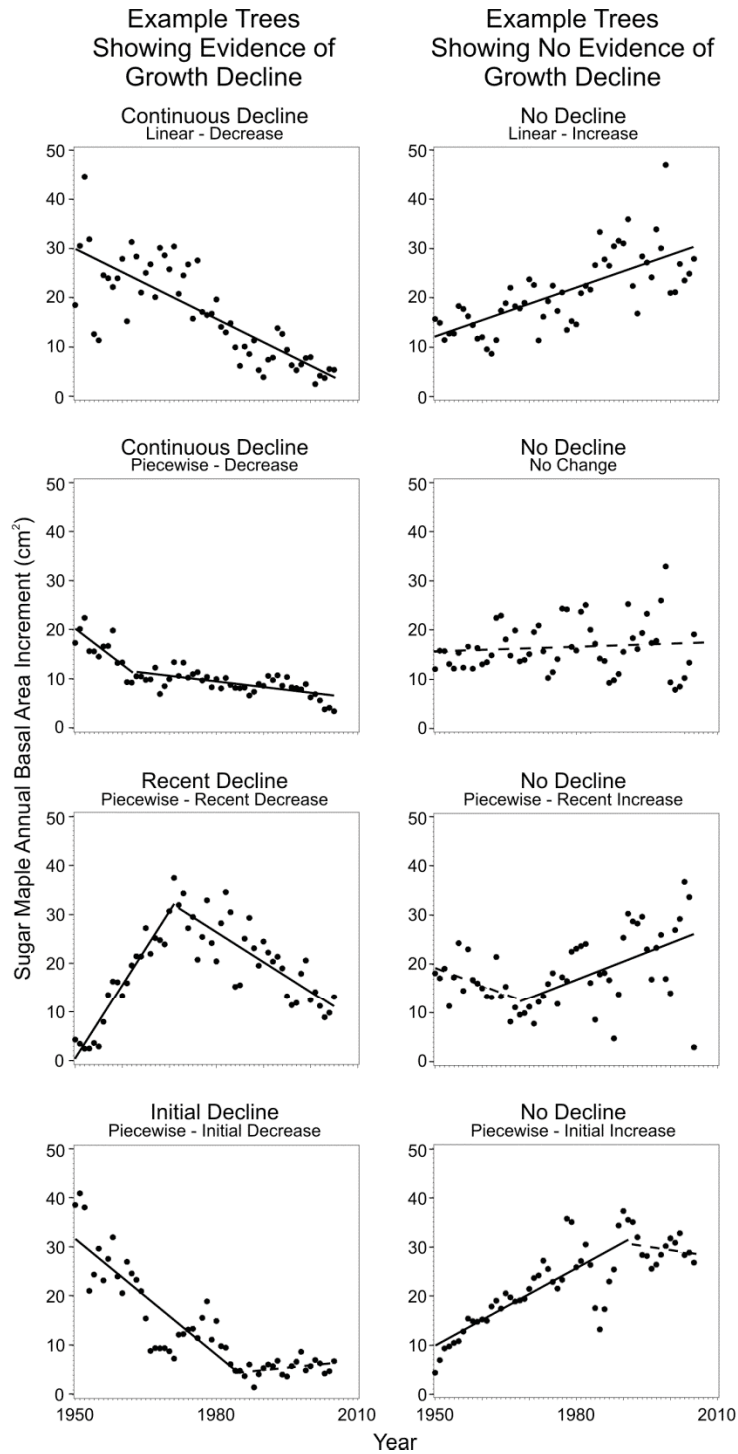 Example Trees
Showing Evidence of
Growth Decline
Example Trees
Showing No Evidence of
Growth Decline
Continuous Decline
Linear - Decrease
50
40
30
20
10
0
No Decline
Linear - Increase
50
40
30
20
10
0
Continuous Decline
Piecewise - Decrease
50
40
30
20
10
0
No Decline
No Change
50
40
30
20
10
0
Sugar Maple Annual Basal Area Increment (cm²)
Recent Decline
Piecewise - Recent Decrease
50
40
30
20
10
0
No Decline
Piecewise - Recent Increase
50
40
30
20
10
0
Initial Decline
Piecewise - Initial Decrease
50
40
30
20
10
0
1950
1980
2010
No Decline
Piecewise - Initial Increase
50
40
30
20
10
0
1950
1980
2010
Year